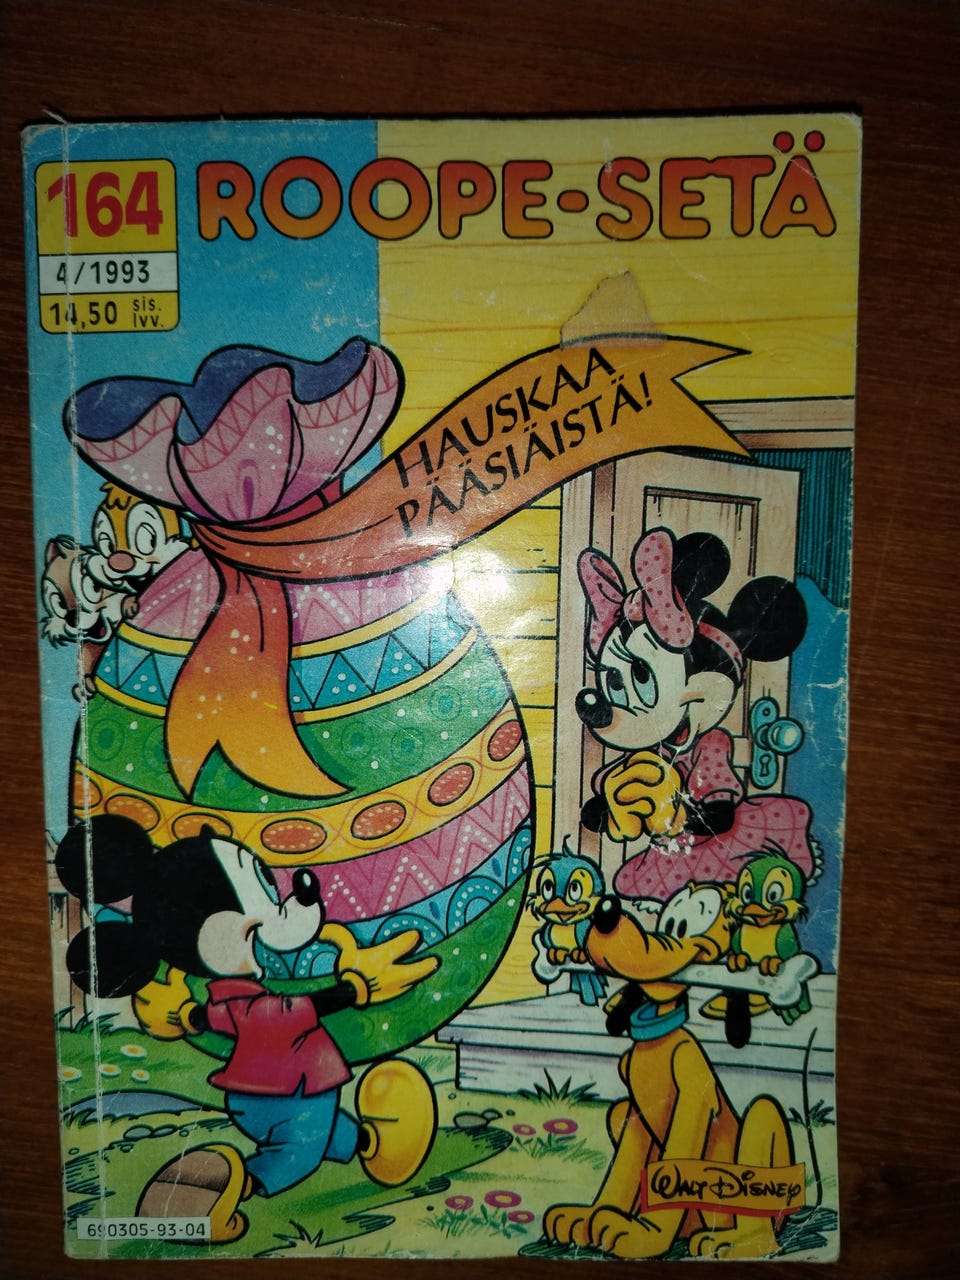 164
ROOPE-SETÄ
4/1993
14,50 sis.
lvv.
HAUSKAA
PÄÄSIÄISTÄ!
WALT DISNEY
690305-93-04